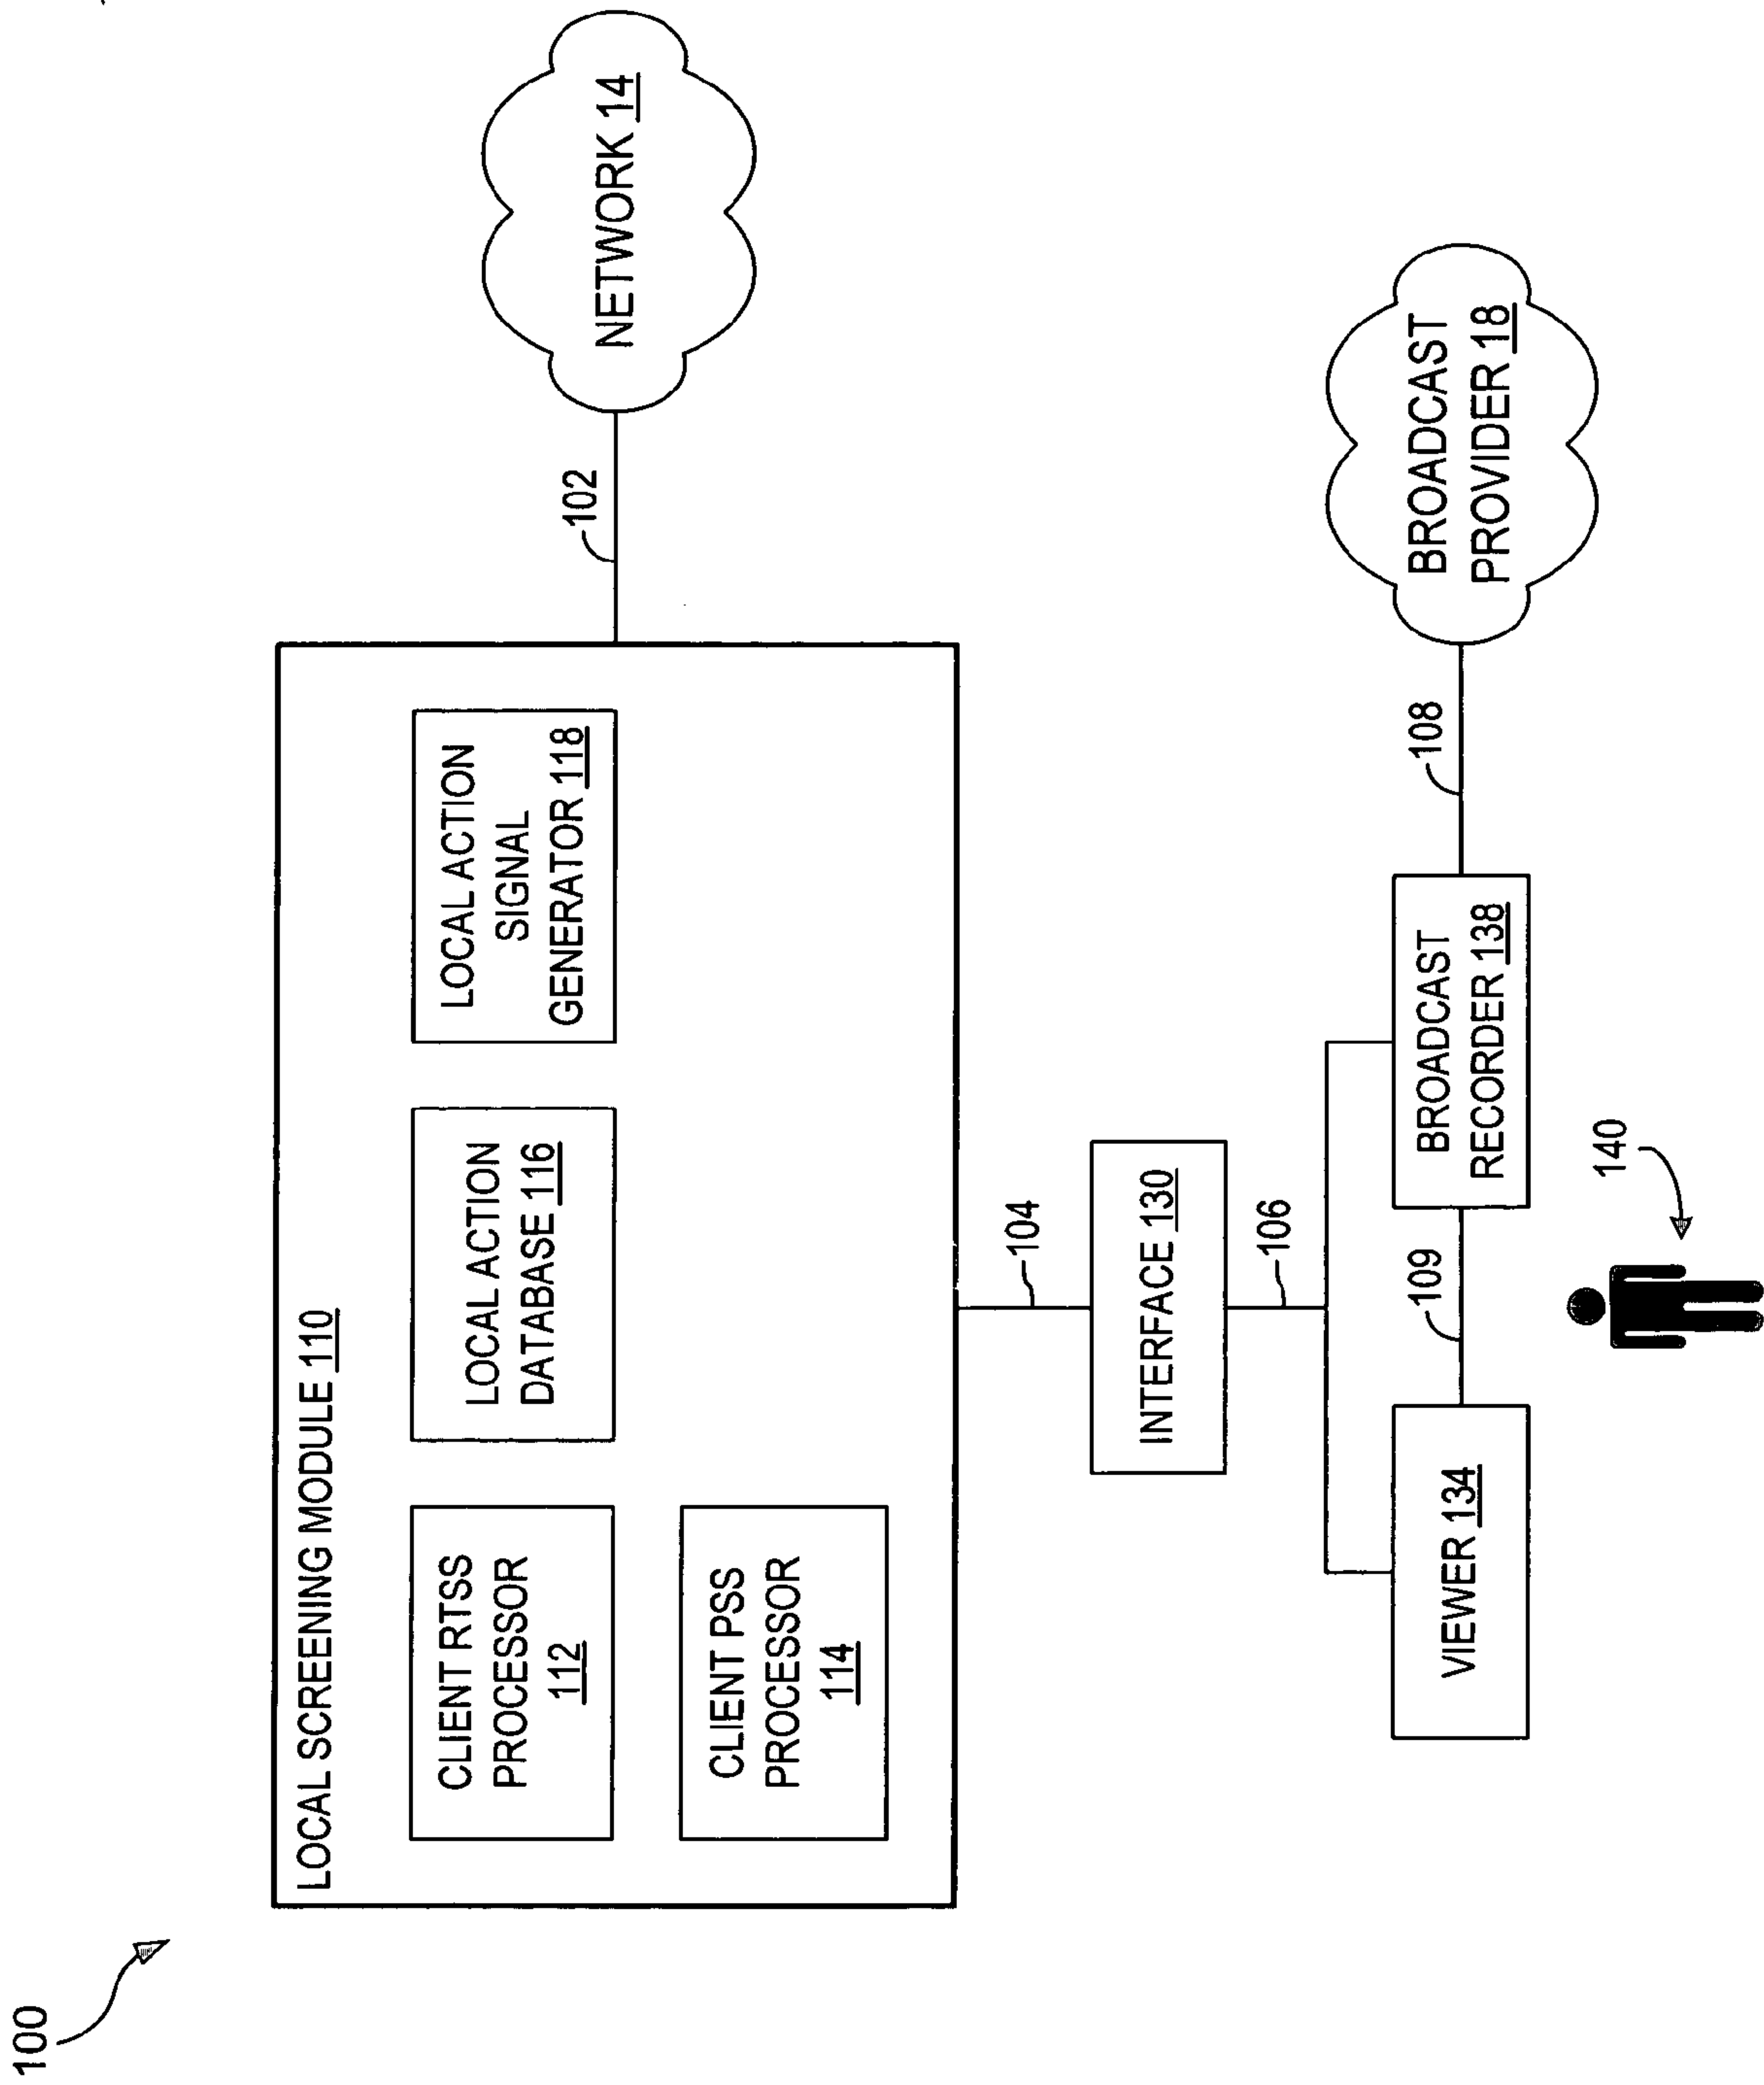 100
LOCAL SCREENING MODULE 110
CLIENT RTSS
PROCESSOR
112
LOCAL ACTION
DATABASE 116
LOCAL ACTION
SIGNAL
GENERATOR 118
CLIENT PSS
PROCESSOR
114
102
NETWORK 14
104
INTERFACE 130
106
VIEWER 134
109
BROADCAST
RECORDER 138
108
BROADCAST
PROVIDER 18
140